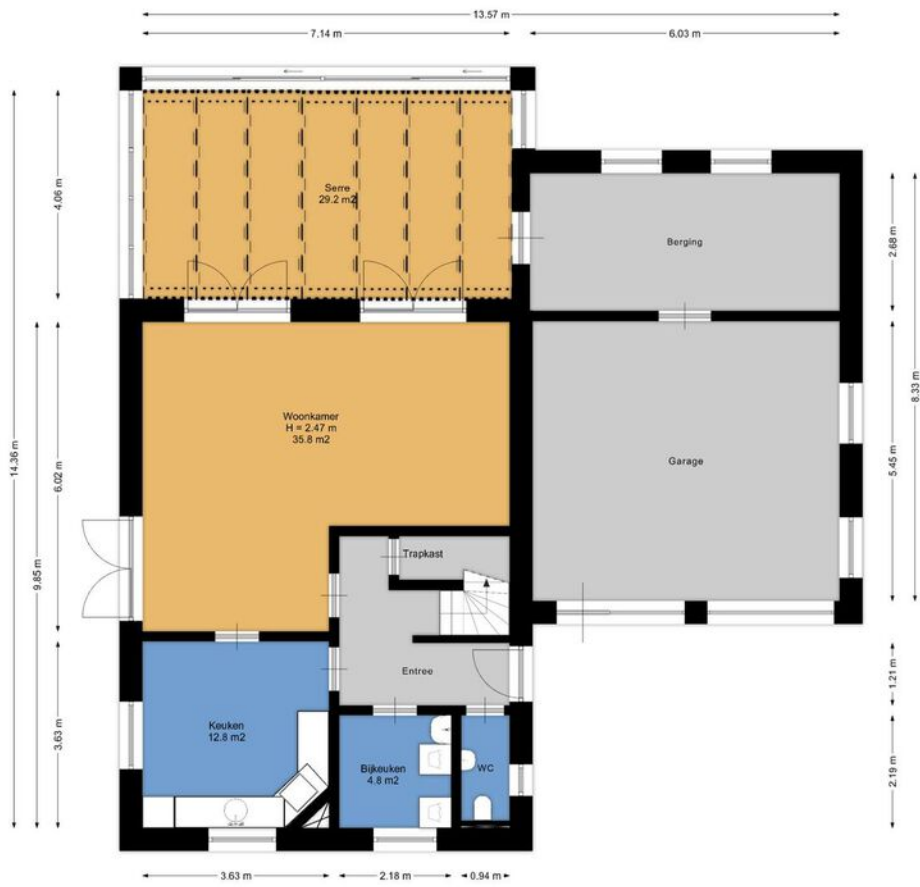 13.57 m
7.14 m
6.03 m
4.06 m
Serre
29.2 m2
Berging
2.68 m
14.36 m
9.85 m
6.02 m
Woonkamer
H = 2.47 m
35.8 m2
Garage
5.45 m
8.33 m
Trapkast
Entree
1.21 m
3.63 m
Keuken
12.8 m2
Bijkeuken
4.8 m2
WC
2.19 m
3.63 m
2.18 m
0.94 m